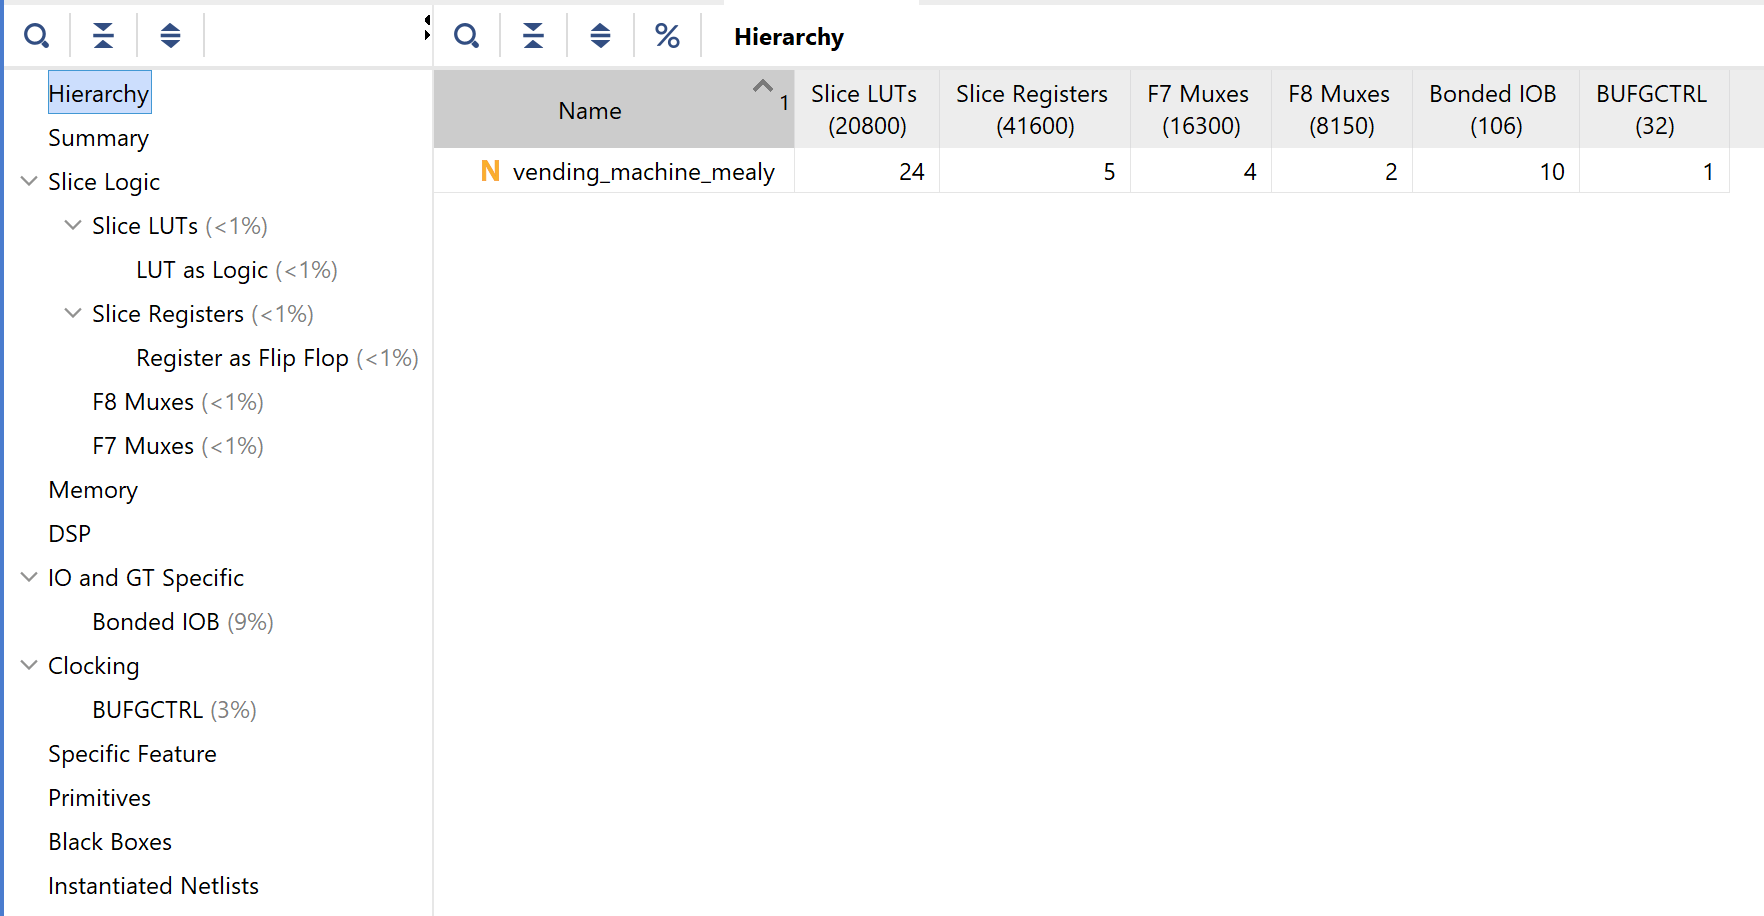 Hierarchy
Summary
Slice Logic
Slice LUTs (<1%)
LUT as Logic (<1%)
Slice Registers (<1%)
Register as Flip Flop (<1%)
F8 Muxes (<1%)
F7 Muxes (<1%)
Memory
DSP
IO and GT Specific
Bonded IOB (9%)
Clocking
BUFGCTRL (3%)
Specific Feature
Primitives
Black Boxes
Instantiated Netlists
% Hierarchy
Name 1 Slice LUTs Slice Registers F7 Muxes F8 Muxes Bonded IOB BUFGCTRL
(20800) (41600) (16300) (8150) (106) (32)
N vending_machine_mealy 24 5 4 2 10 1